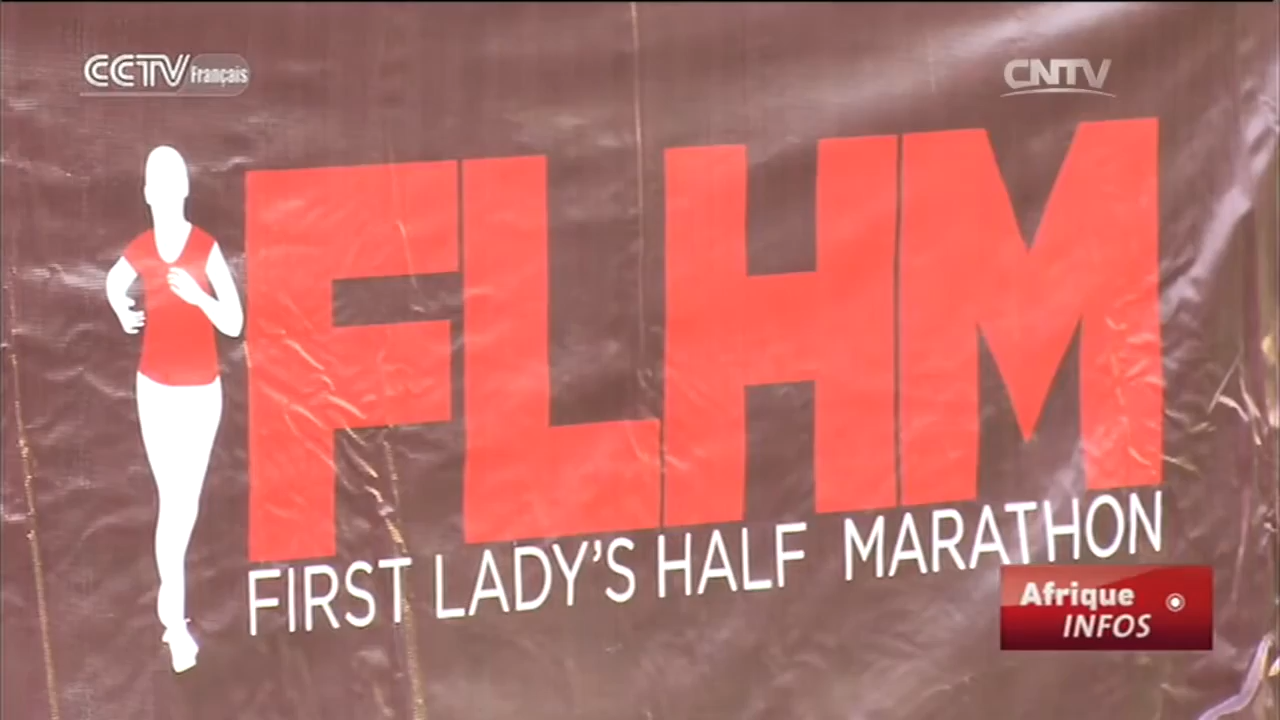 CCTV Français
CNTV
FLHM
FIRST LADY'S HALF MARATHON
Afrique
INFOS